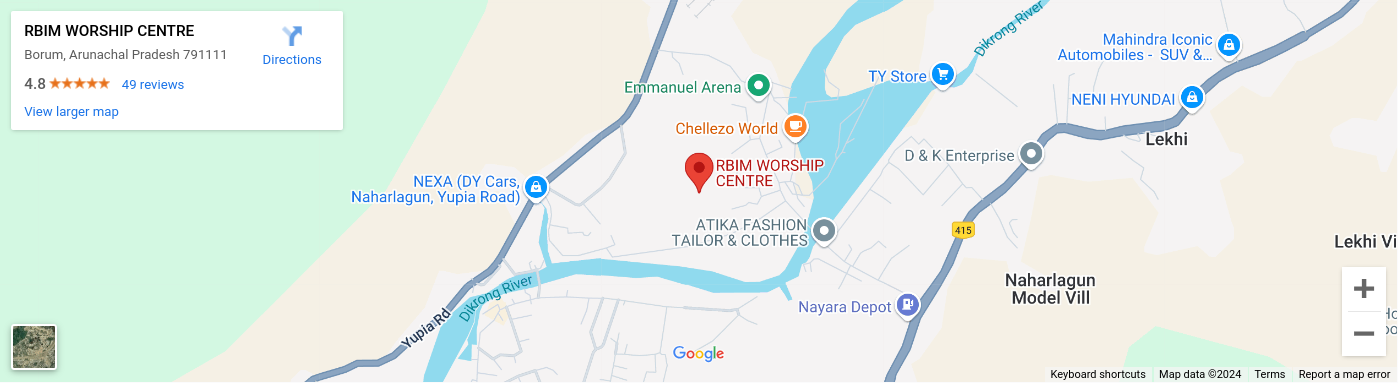 RBIM WORSHIP CENTRE
Borum, Arunachal Pradesh 791111
Directions
4.8
49 reviews
View larger map
Dikrong River
Mahindra Iconic
Automobiles - SUV &...
TY Store
Emmanuel Arena
NENI HYUNDAI
Chellezo World
Lekhi
D & K Enterprise
RBIM WORSHIP
CENTRE
NEXA (DY Cars,
Naharlagun, Yupia Road)
ATIKA FASHION
TAILOR & CLOTHES
415
Lekhi Vi
Naharlagun
Model Vill
Dikrong River
Nayara Depot
Yupia Rd
Google
Keyboard shortcuts
Map data ©2024
Terms
Report a map error